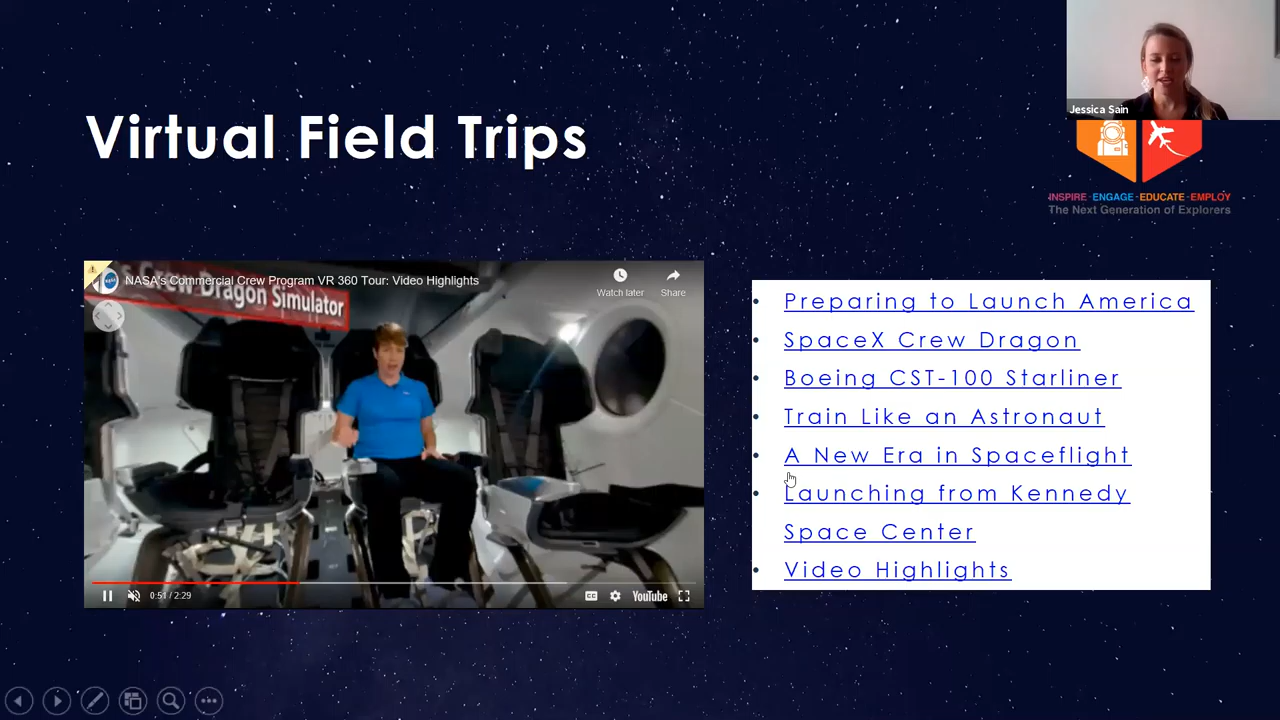 Jessica Sain
Virtual Field Trips
INSPIRE · ENGAGE · EDUCATE · EMPLOY
The Next Generation of Explorers
NASA's Commercial Crew Program VR 360 Tour: Video Highlights
Watch later
Share
Crew Dragon Simulator
0:51 / 2:29
CC
YouTube
• Preparing to Launch America
• SpaceX Crew Dragon
• Boeing CST-100 Starliner
• Train Like an Astronaut
• A New Era in Spaceflight
• Launching from Kennedy
Space Center
• Video Highlights